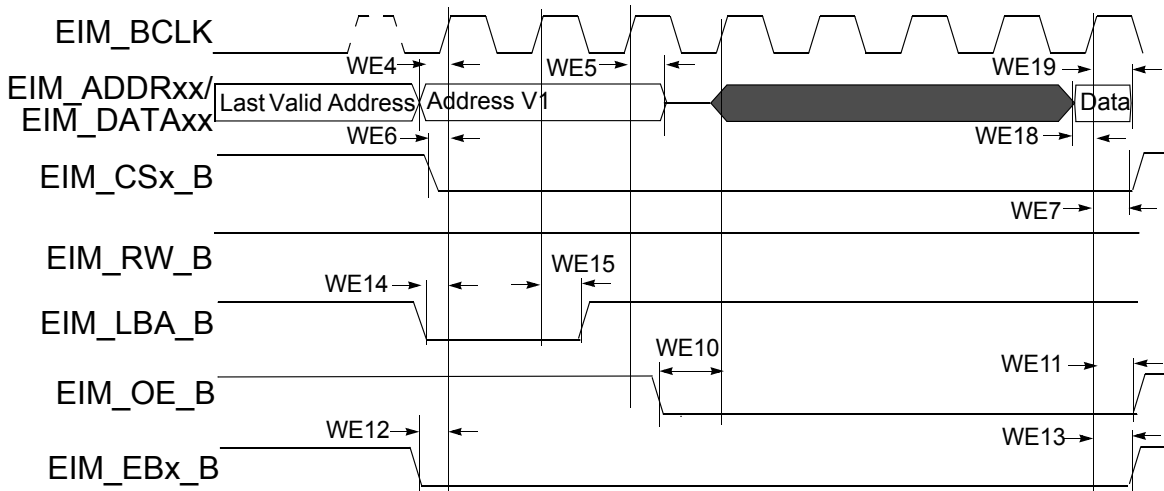 EIM_BCLK
WE4
WE5
WE19
EIM_ADDRxx/
EIM_DATAxx
Last Valid Address
Address V1
Data
WE6
WE18
EIM_CSx_B
WE7
EIM_RW_B
WE14
WE15
EIM_LBA_B
WE10
WE11
EIM_OE_B
WE12
WE13
EIM_EBx_B